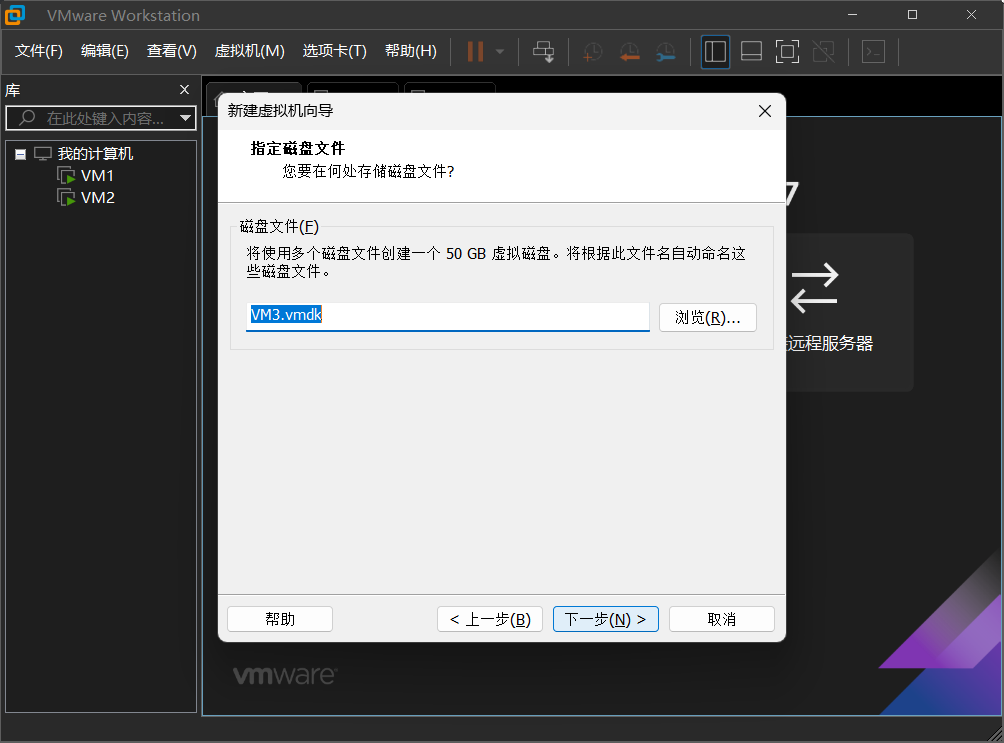 VMware Workstation
文件(F) 编辑(E) 查看(V) 虚拟机(M) 选项卡(T) 帮助(H)
库
在此处键入内容...
我的计算机
VM1
VM2
新建虚拟机向导
指定磁盘文件
您要在何处存储磁盘文件?
磁盘文件(F)
将使用多个磁盘文件创建一个 50 GB 虚拟磁盘。将根据此文件名自动命名这
些磁盘文件。
VM3.vmdk
浏览(R)...
7
远程服务器
帮助
< 上一步(B)
下一步(N) >
取消
vmware